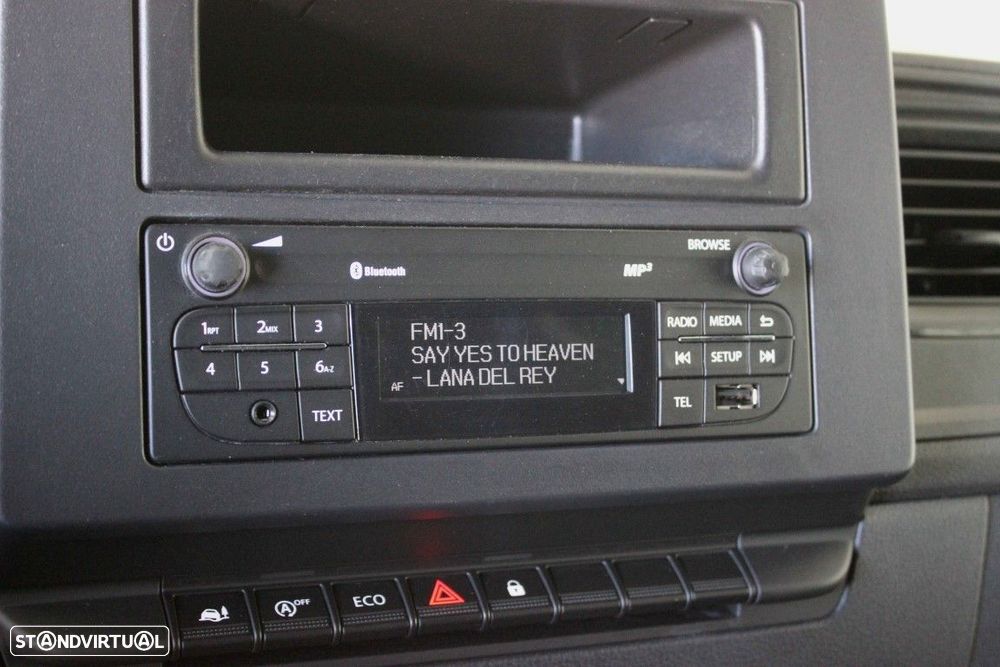 BROWSE
Bluetooth
MP3
1RPT 2MIX 3
FM1-3
RADIO MEDIA
SAY YES TO HEAVEN
4 5 6A-Z
SETUP
AF - LANA DEL REY
TEXT
TEL
A OFF
ECO
STANDVIRTUAL